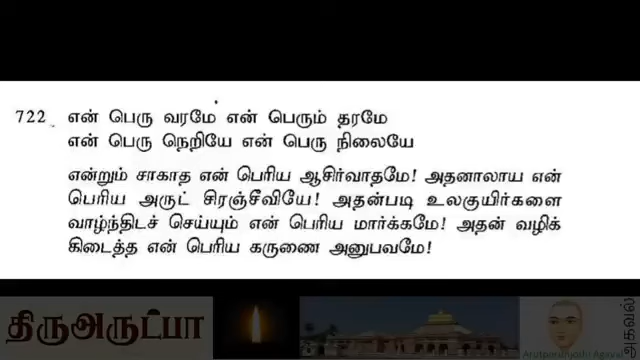 722 என் பெரு வரமே என் பெரும் தரமே
என் பெரு நெறியே என் பெரு நிலையே
என்றும் சாகாத என் பெரிய ஆசிர்வாதமே! அதனாலாய என்
பெரிய அருட் சிரஞ்சீவியே! அதன்படி உலகுயிர்களை
வாழ்ந்திடச் செய்யும் என் பெரிய மார்க்கமே! அதன் வழிக்
கிடைத்த என் பெரிய கருணை அனுபவமே!
திருஅருட்பா
அகவல்